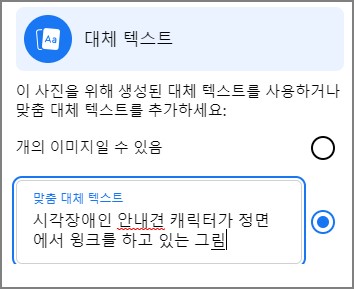 Aa
대체 텍스트
이 사진을 위해 생성된 대체 텍스트를 사용하거나
맞춤 대체 텍스트를 추가하세요:
개의 이미지일 수 있음
맞춤 대체 텍스트
시각장애인 안내견 캐릭터가 정면
에서 윙크를 하고 있는 그림